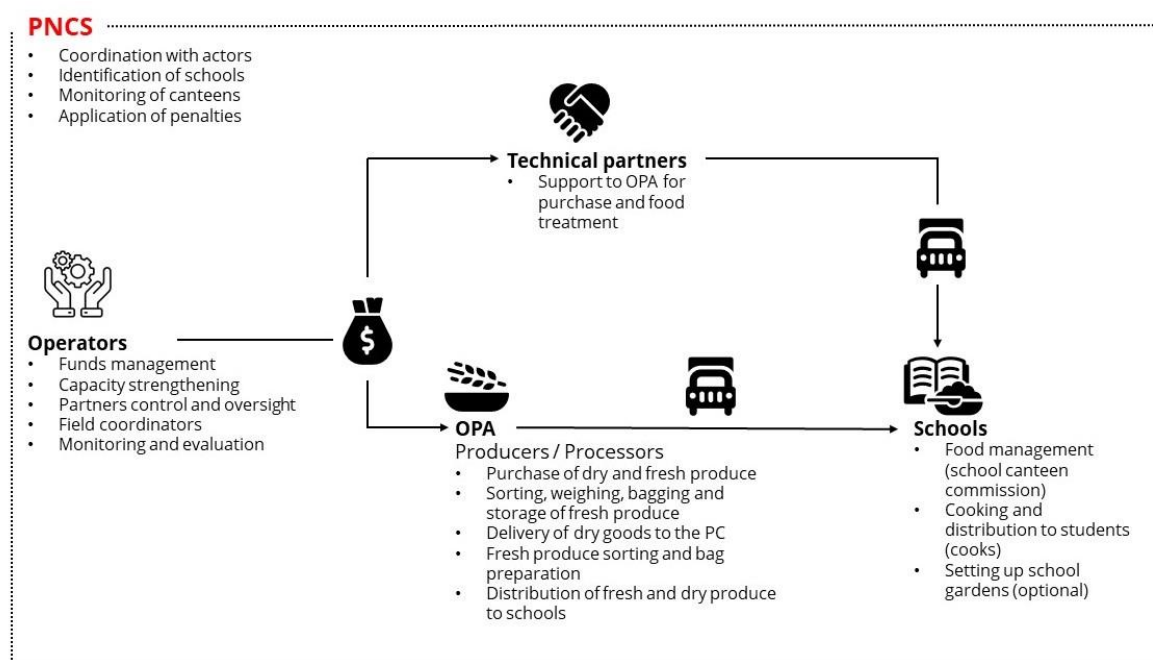 PNCS
• Coordination with actors
• Identification of schools
• Monitoring of canteens
• Application of penalties
Technical partners
• Support to OPA for
purchase and food
treatment
$
Operators
• Funds management
• Capacity strengthening
• Partners control and oversight
• Field coordinators
• Monitoring and evaluation
OPA
Producers / Processors
• Purchase of dry and fresh produce
• Sorting, weighing, bagging and
storage of fresh produce
• Delivery of dry goods to the PC
• Fresh produce sorting and bag
preparation
• Distribution of fresh and dry produce
to schools
Schools
• Food management
(school canteen
commission)
• Cooking and
distribution to students
(cooks)
• Setting up school
gardens (optional)